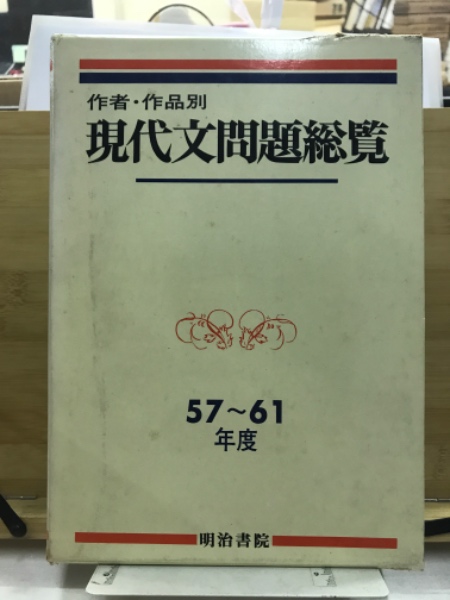 作者・作品別
現代文問題総覧
57～61
年度
明治書院